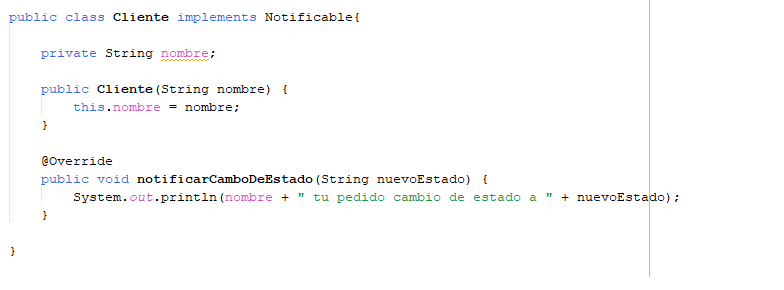 public class Cliente implements Notificable{
private String nombre;
public Cliente(String nombre) {
this.nombre = nombre;
}
@Override
public void notificarCamboDeEstado(String nuevoEstado) {
System.out.println(nombre + " tu pedido cambio de estado a " + nuevoEstado);
}
}